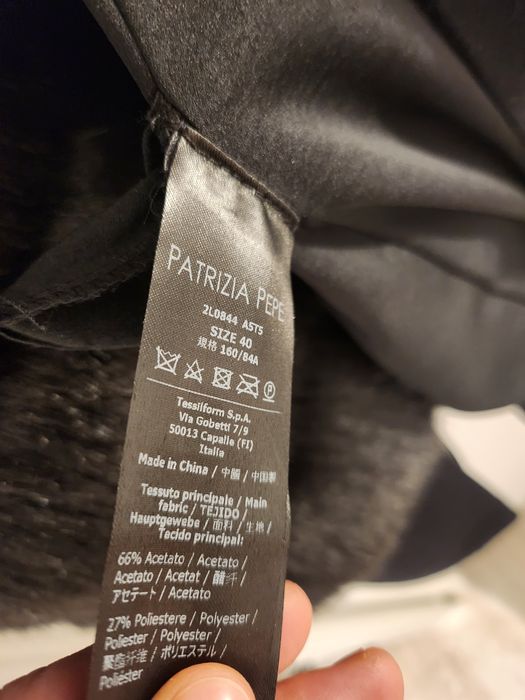 PATRIZIA PEPE
2L0844 A5T5
SIZE 40
規格 160/84A
P
Tessilform S.p.A.
Via Gobetti 7/9
50013 Capalle (FI)
Italia
Made in China / 中國 / 中国製
Tessuto principale / Main
fabric / TEJIDO /
Hauptgewebe / 面料 / 生地 /
Tecido principal:
66% Acetato / Acetato /
Acetato / Acetat / 醋纤 /
アセテート / Acetato
27% Poliestere / Polyester /
Poliester / Polyester /
聚酯纤维 / ポリエステル /
Poliéster